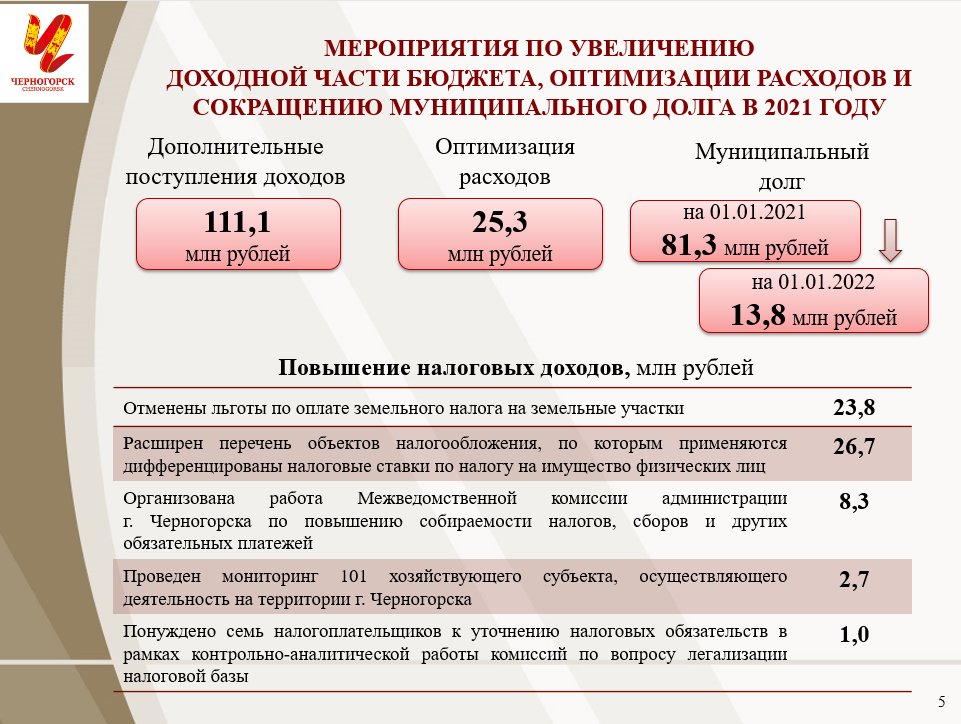 ЧЕРНОГОРСК
CHERNOGORSK
МЕРОПРИЯТИЯ ПО УВЕЛИЧЕНИЮ
ДОХОДНОЙ ЧАСТИ БЮДЖЕТА, ОПТИМИЗАЦИИ РАСХОДОВ И
СОКРАЩЕНИЮ МУНИЦИПАЛЬНОГО ДОЛГА В 2021 ГОДУ
Дополнительные
поступления доходов
111,1
млн рублей
Оптимизация
расходов
25,3
млн рублей
Муниципальный
долг
на 01.01.2021
81,3 млн рублей
на 01.01.2022
13,8 млн рублей
Повышение налоговых доходов, млн рублей
Отменены льготы по оплате земельного налога на земельные участки 23,8
Расширен перечень объектов налогообложения, по которым применяются 26,7
дифференцированы налоговые ставки по налогу на имущество физических лиц
Организована работа Межведомственной комиссии администрации 8,3
г. Черногорска по повышению собираемости налогов, сборов и других
обязательных платежей
Проведен мониторинг 101 хозяйствующего субъекта, осуществляющего 2,7
деятельность на территории г. Черногорска
Понуждено семь налогоплательщиков к уточнению налоговых обязательств в 1,0
рамках контрольно-аналитической работы комиссий по вопросу легализации
налоговой базы
5